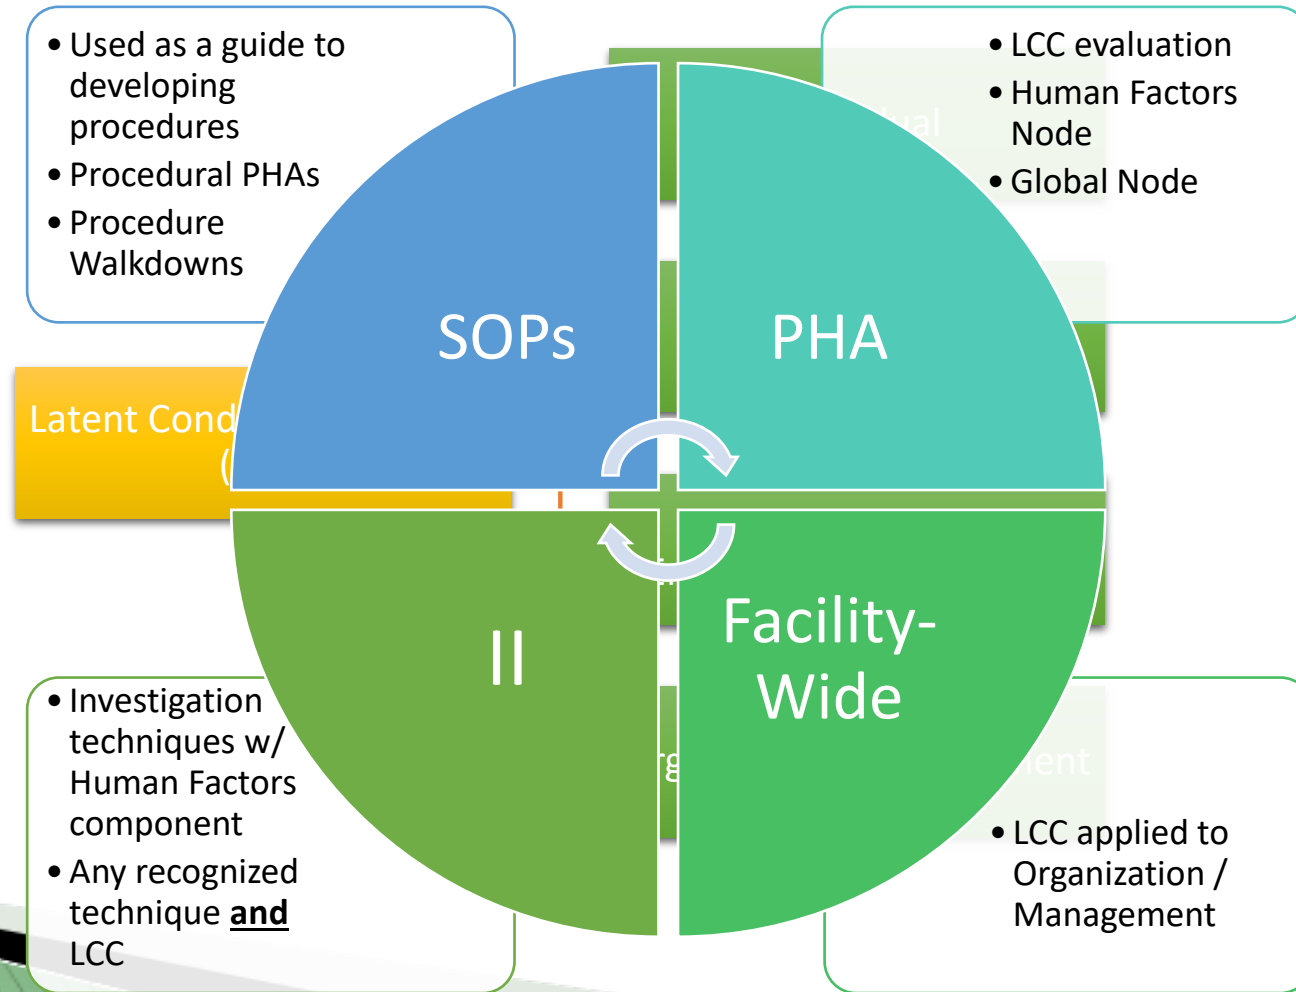 • Used as a guide to
developing
procedures
• Procedural PHAs
• Procedure
Walkdowns
• LCC evaluation
• Human Factors
Node
• Global Node
SOPs
PHA
Latent Cond
(
II
Facility-
Wide
• Investigation
techniques w/
Human Factors
component
• Any recognized
technique and
LCC
• LCC applied to
Organization /
Management